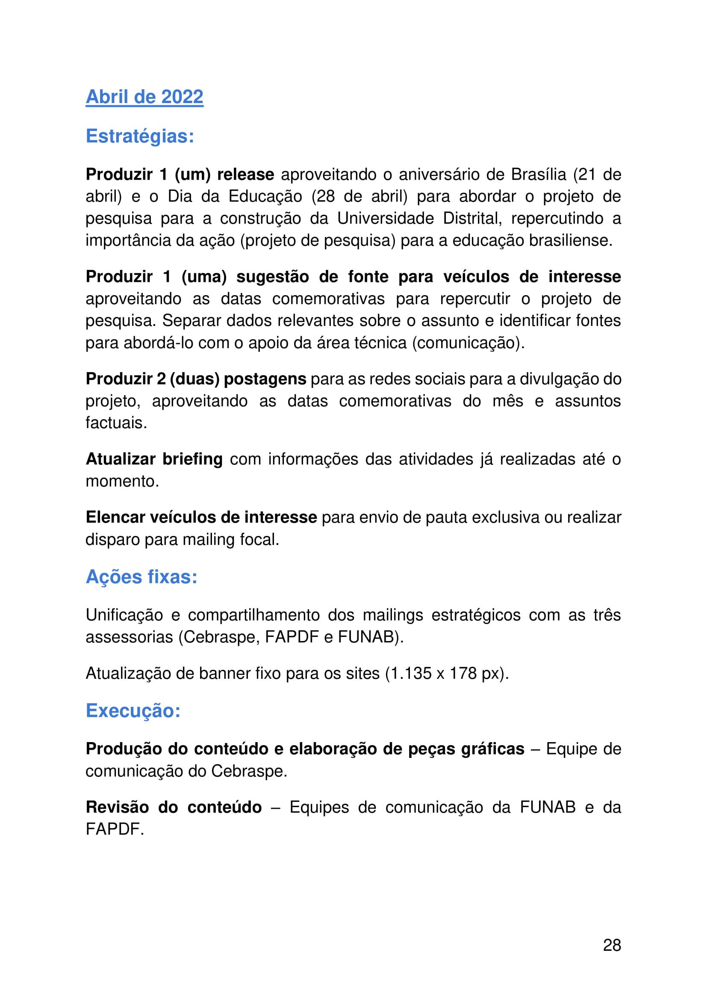 Abril de 2022
Estratégias:
Produzir 1 (um) release aproveitando o aniversário de Brasília (21 de
abril) e o Dia da Educação (28 de abril) para abordar o projeto de
pesquisa para a construção da Universidade Distrital, repercutindo a
importância da ação (projeto de pesquisa) para a educação brasiliense.
Produzir 1 (uma) sugestão de fonte para veículos de interesse
aproveitando as datas comemorativas para repercutir o projeto de
pesquisa. Separar dados relevantes sobre o assunto e identificar fontes
para abordá-lo com o apoio da área técnica (comunicação).
Produzir 2 (duas) postagens para as redes sociais para a divulgação do
projeto, aproveitando as datas comemorativas do mês e assuntos
factuais.
Atualizar briefing com informações das atividades já realizadas até o
momento.
Elencar veículos de interesse para envio de pauta exclusiva ou realizar
disparo para mailing focal.
Ações fixas:
Unificação e compartilhamento dos mailings estratégicos com as três
assessorias (Cebraspe, FAPDF e FUNAB).
Atualização de banner fixo para os sites (1.135 x 178 px).
Execução:
Produção do conteúdo e elaboração de peças gráficas – Equipe de
comunicação do Cebraspe.
Revisão do conteúdo – Equipes de comunicação da FUNAB e da
FAPDF.
28